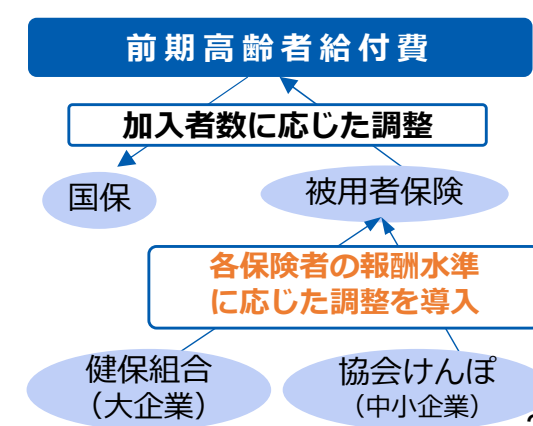 前期高齢者給付費
加入者数に応じた調整
国保
被用者保険
各保険者の報酬水準
に応じた調整を導入
健保組合
（大企業）
協会けんぽ
（中小企業）